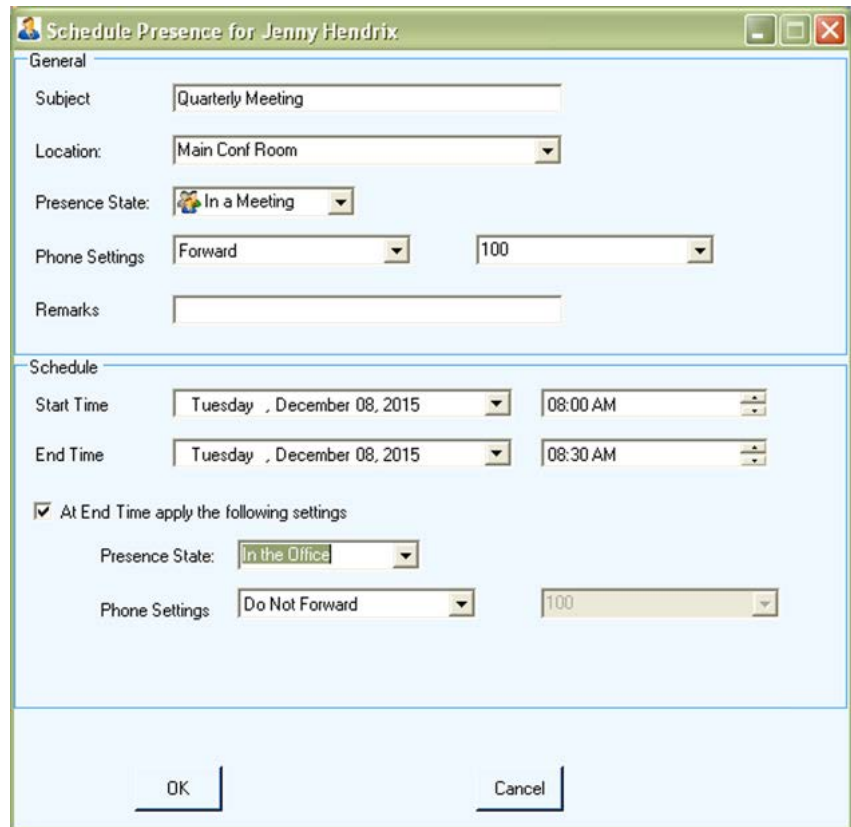 Schedule Presence for Jenny Hendrix
General
Subject Quarterly Meeting
Location: Main Conf Room
Presence State: In a Meeting
Phone Settings Forward 100
Remarks
Schedule
Start Time Tuesday , December 08, 2015 08:00 AM
End Time Tuesday , December 08, 2015 08:30 AM
At End Time apply the following settings
Presence State: In the Office
Phone Settings Do Not Forward 100
OK Cancel